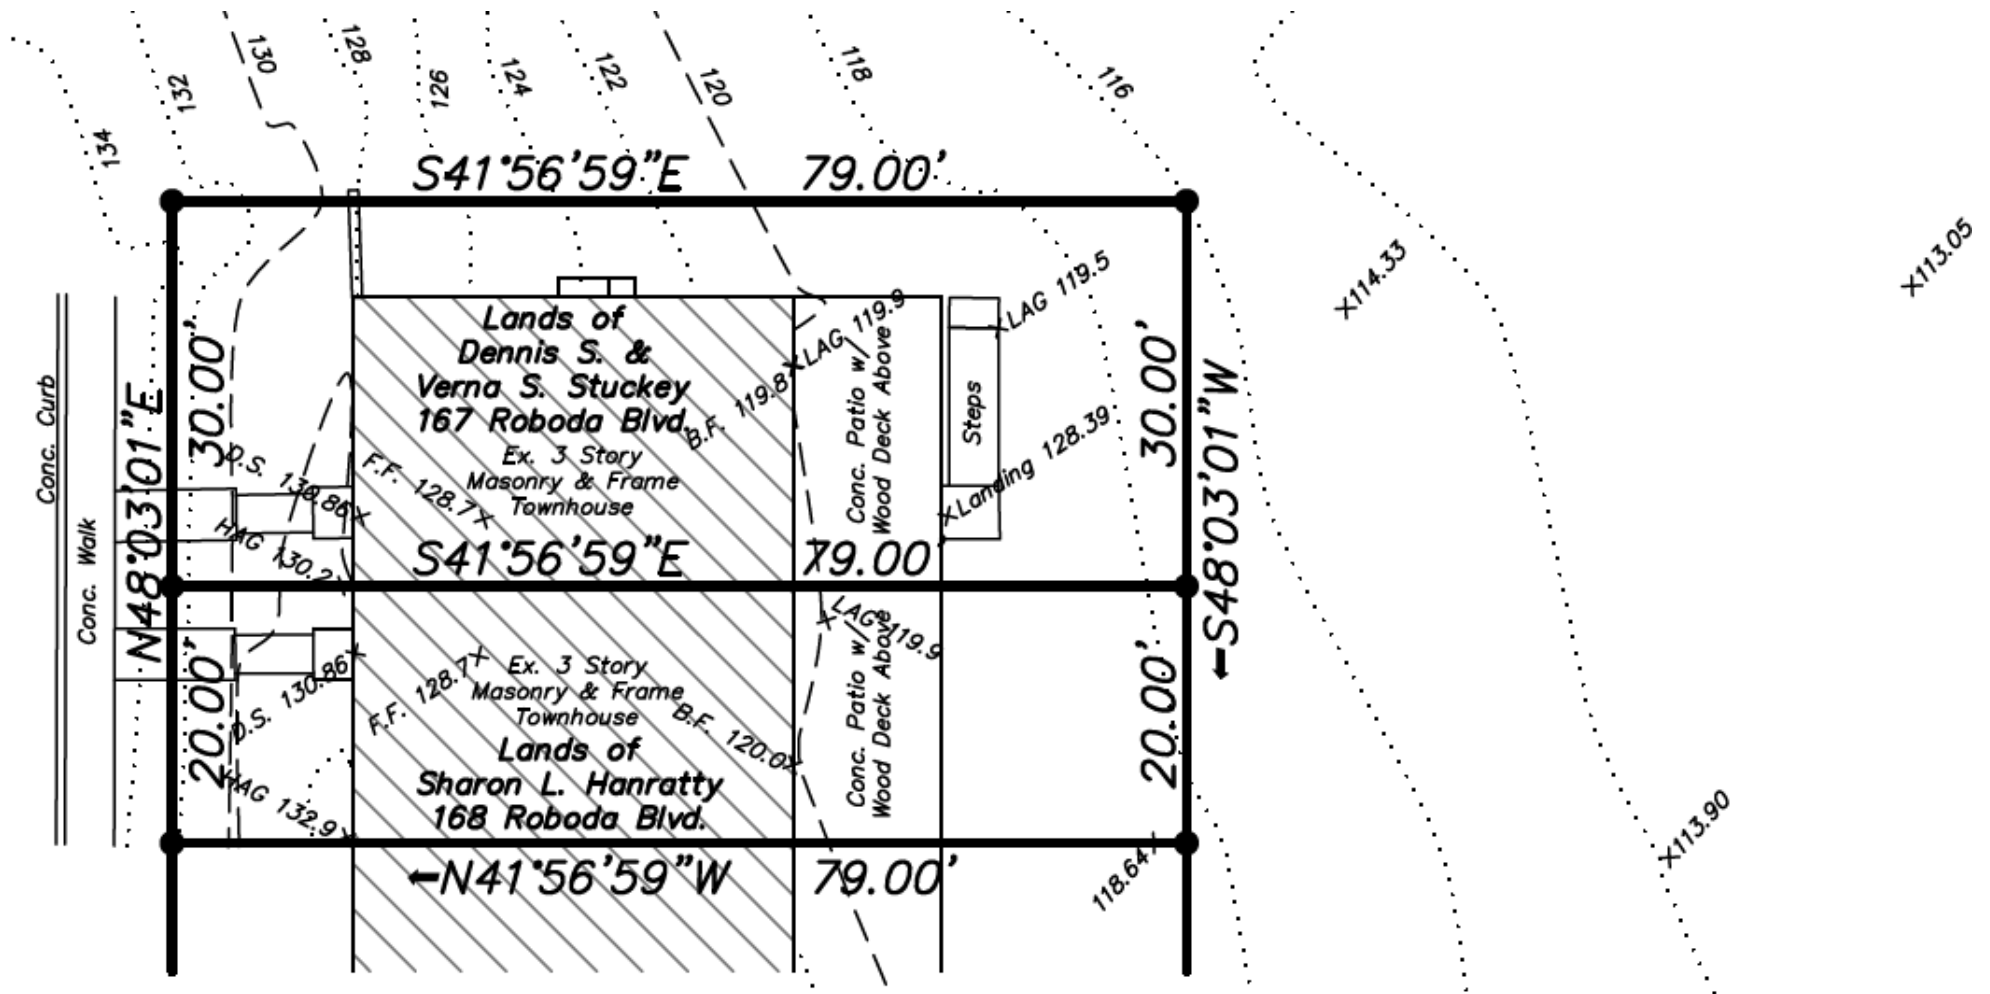 134
132
130
128
126
124
122
120
118
116
S41°56'59"E 79.00'
×114.33
×113.05
Conc. Curb
Conc. Walk
N48°03'01"E
30.00'
Lands of
Dennis S. &
Verna S. Stuckey
167 Roboda Blvd.
Ex. 3 Story
Masonry & Frame
Townhouse
D.S. 130.86×
HAG 130.2
F.F. 128.7×
B.F. 119.8
×LAG 119.9
Conc. Patio w/
Wood Deck Above
×LAG 119.5
Steps
×Landing 128.39
30.00'
←S48°03'01"W
S41°56'59"E 79.00'
20.00'
D.S. 130.86×
HAG 132.9
F.F. 128.7×
Ex. 3 Story
Masonry & Frame
Townhouse
Lands of
Sharon L. Hanratty
168 Roboda Blvd.
B.F. 120.0×
×LAG 119.9
Conc. Patio w/
Wood Deck Above
20.00'
118.64
×113.90
←N41°56'59"W 79.00'